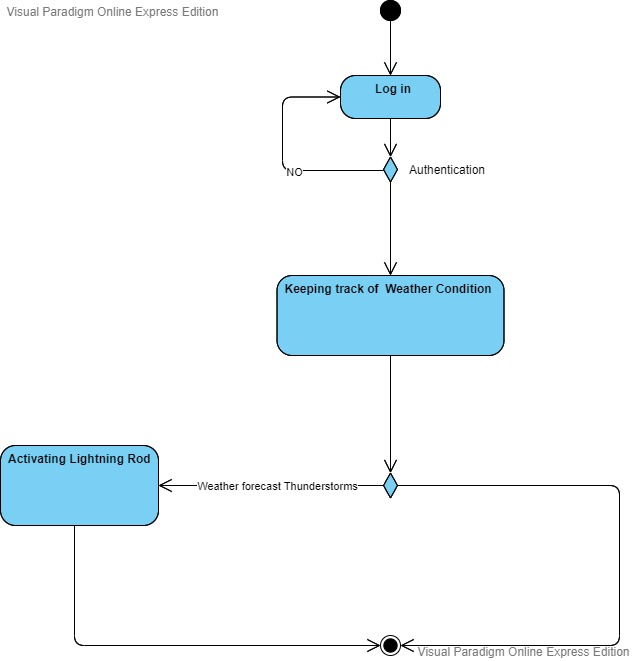 Visual Paradigm Online Express Edition
Log in
NO
Authentication
Keeping track of  Weather Condition
Activating Lightning Rod
Weather forecast Thunderstorms
Visual Paradigm Online Express Edition